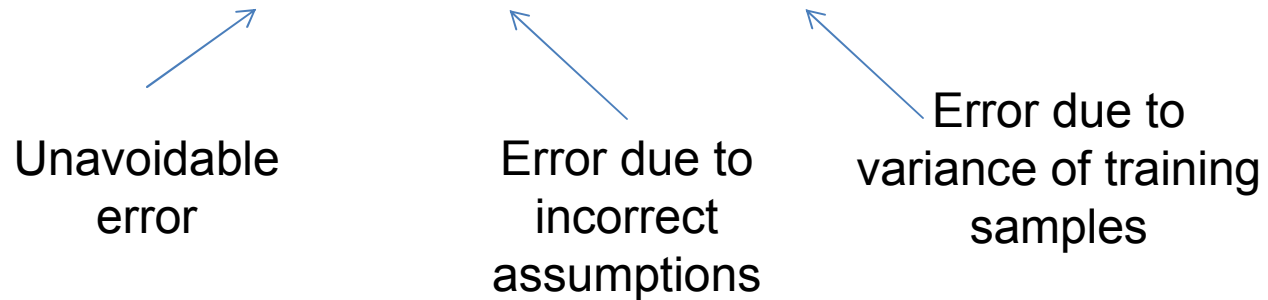 Unavoidable
error
Error due to
incorrect
assumptions
Error due to
variance of training
samples